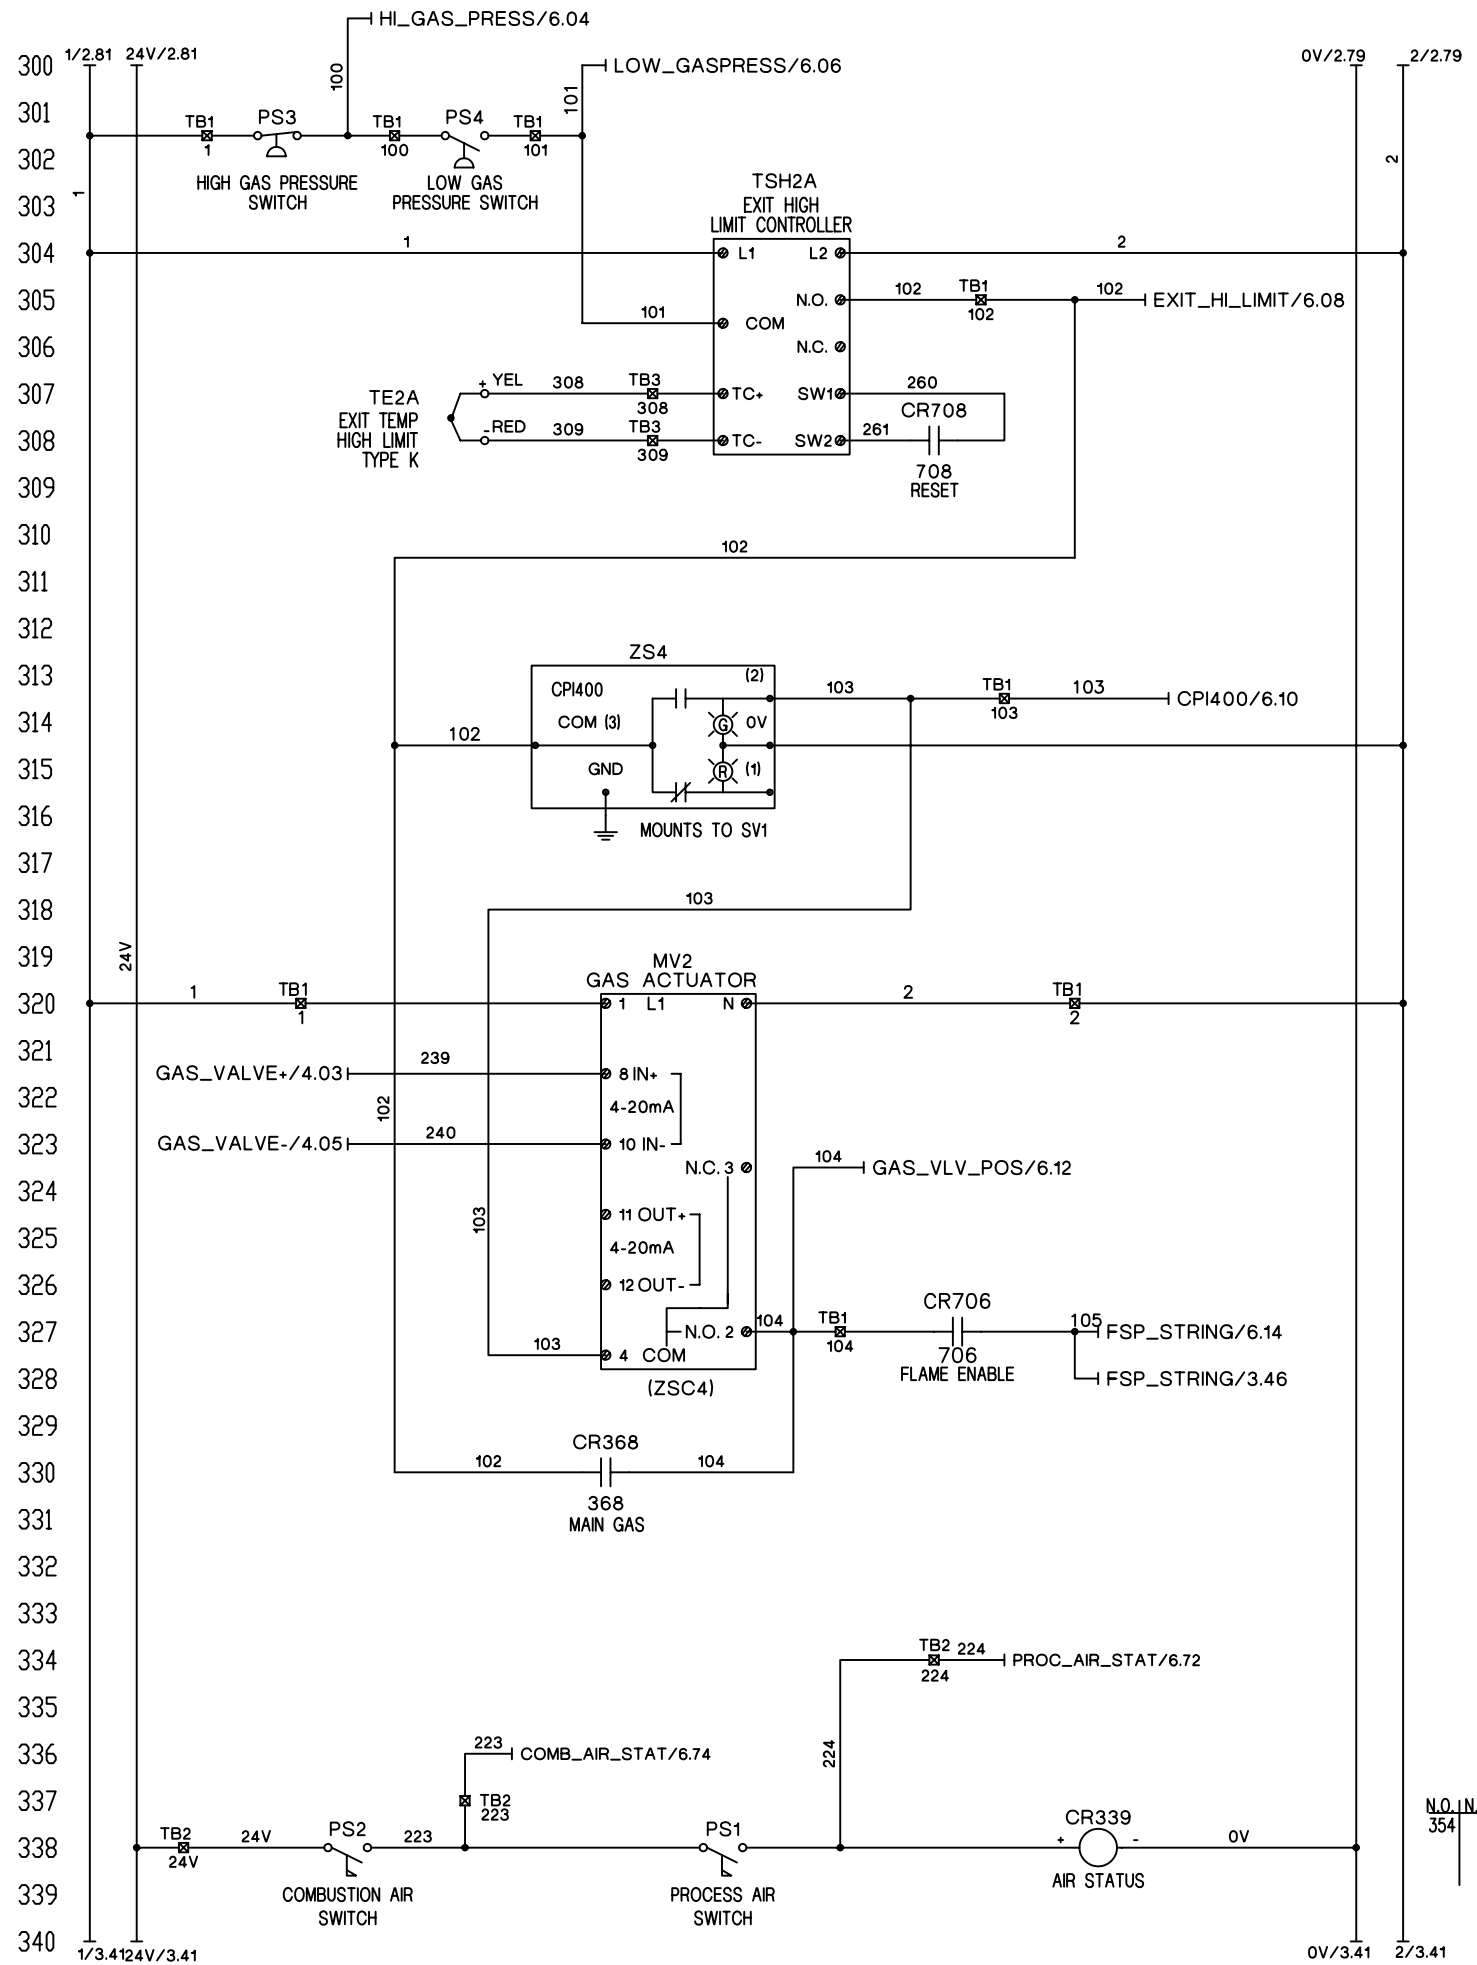 HI_GAS_PRESS/6.04
300 1/2.81 24V/2.81 100 101 LOW_GASPRESS/6.06 0V/2.79 2/2.79
301 TB1 PS3 TB1 PS4 TB1
302 1 100 101 2
HIGH GAS PRESSURE
SWITCH
LOW GAS
PRESSURE SWITCH
303 1
TSH2A
EXIT HIGH
LIMIT CONTROLLER
304 1 L1 L2 2
305 N.O. 102 TB1 102 EXIT_HI_LIMIT/6.08
102
101 COM
306 N.C.
307 TE2A + YEL 308 TB3 TC+ SW1 260
308
EXIT TEMP
HIGH LIMIT
TYPE K
308 - RED 309 TB3 TC- SW2 261 CR708
309
708
RESET
309
310
102
311
312
ZS4
313 CPI400 (2) 103 TB1 103 CPI400/6.10
103
314 COM (3) G 0V
102
315 GND R (1)
316 MOUNTS TO SV1
317
318 103
319 24V
MV2
GAS ACTUATOR
320 1 TB1 1 L1 N 2 TB1
1 2
321 GAS_VALVE+/4.03 239 8 IN+
322 102 4-20mA
323 GAS_VALVE-/4.05 240 10 IN-
N.C. 3 104 GAS_VLV_POS/6.12
324 103 11 OUT+
325 4-20mA
326 12 OUT-
327 N.O. 2 104 TB1 CR706 105 FSP_STRING/6.14
104 706
FLAME ENABLE
103 4 COM
328 (ZSC4) FSP_STRING/3.46
329
CR368
330 102 104
368
MAIN GAS
331
332
333
334 TB2 224 PROC_AIR_STAT/6.72
224
335
336 223 COMB_AIR_STAT/6.74 224
337 TB2
223
N.O. N.
354
338 TB2 24V PS2 223 PS1 CR339 + - 0V
24V
339 COMBUSTION AIR
SWITCH
PROCESS AIR
SWITCH
AIR STATUS
340 1/3.41 24V/3.41 0V/3.41 2/3.41